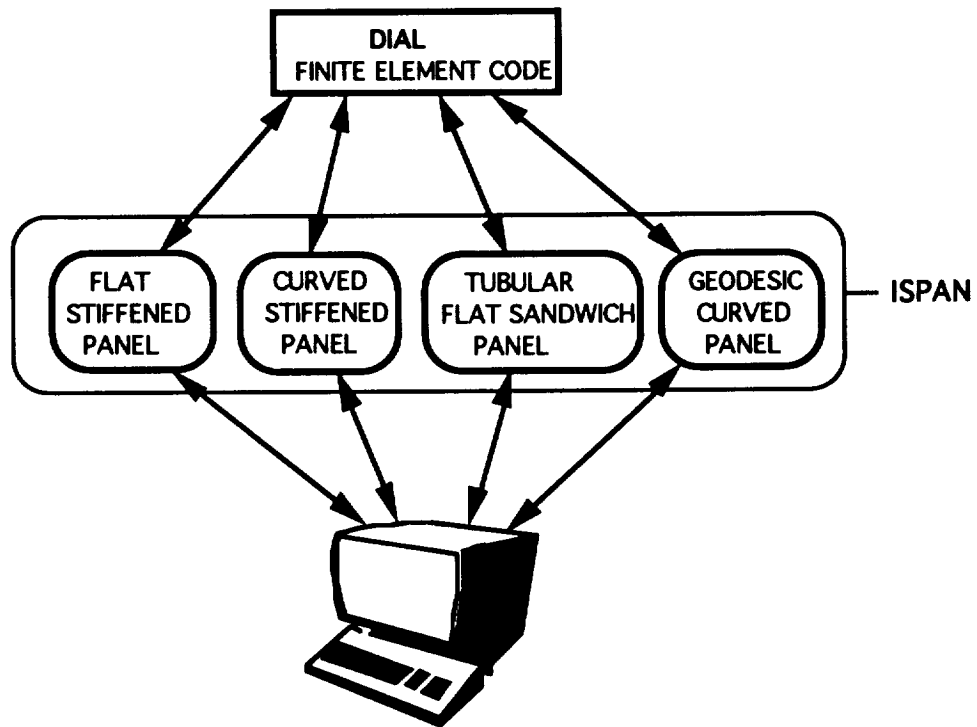 DIAL
FINITE ELEMENT CODE
FLAT
STIFFENED
PANEL
CURVED
STIFFENED
PANEL
TUBULAR
FLAT SANDWICH
PANEL
GEODESIC
CURVED
PANEL
ISPAN